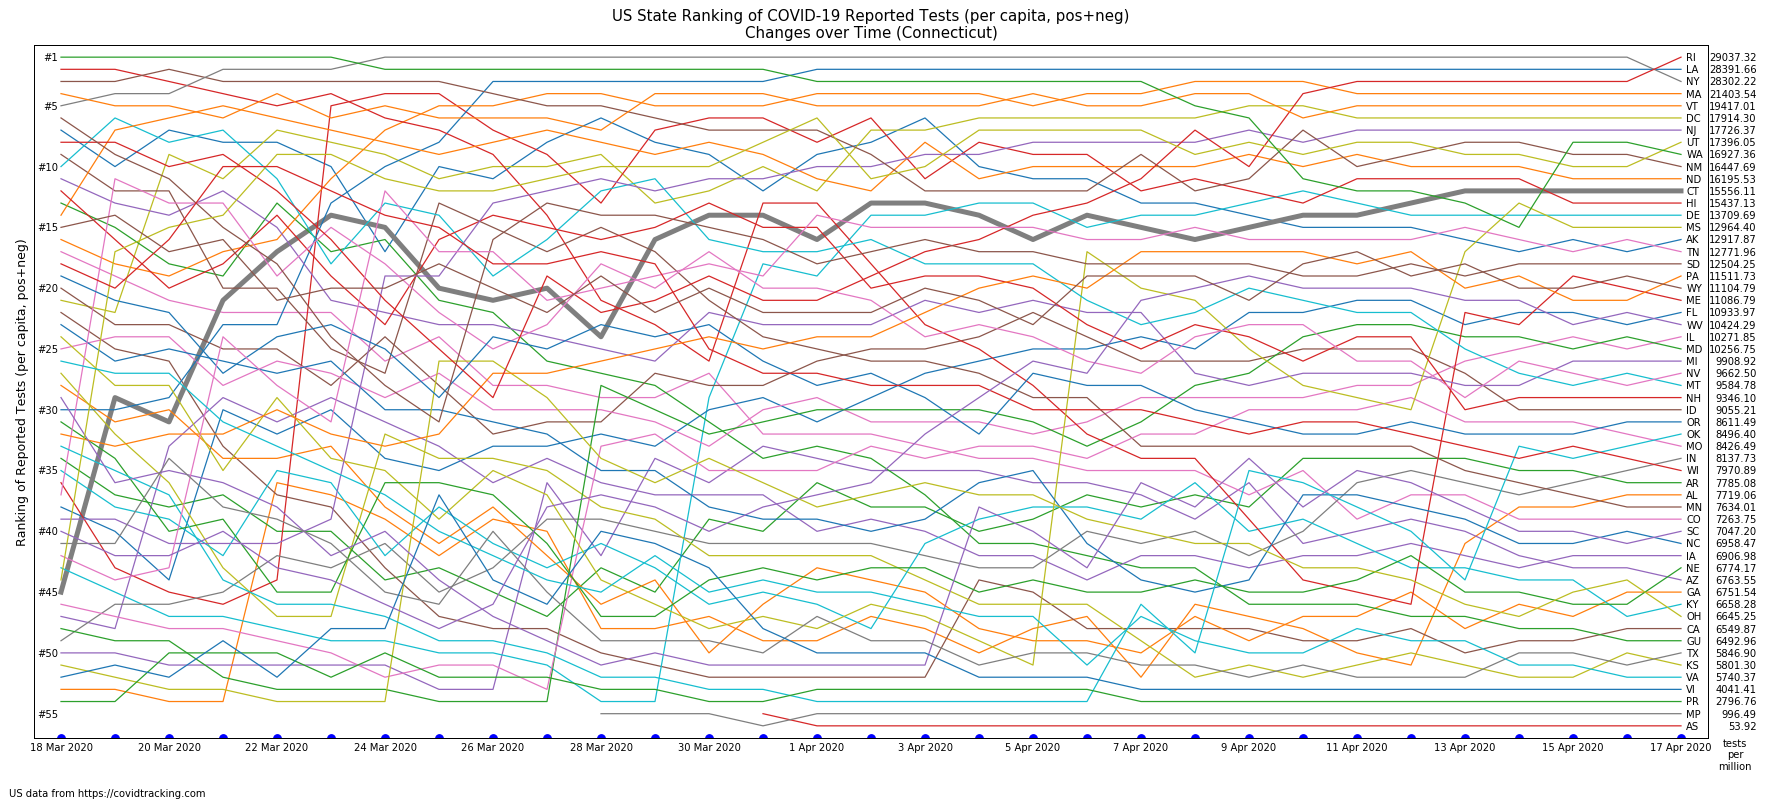 US State Ranking of COVID-19 Reported Tests (per capita, pos+neg)
Changes over Time (Connecticut)
Ranking of Reported Tests (per capita, pos+neg)
#1
#5
#10
#15
#20
#25
#30
#35
#40
#45
#50
#55
RI 29037.32
LA 28391.66
NY 28302.22
MA 21403.54
VT 19417.01
DC 17914.30
NJ 17726.37
UT 17396.05
WA 16927.36
NM 16447.69
ND 16195.53
CT 15556.11
HI 15437.13
DE 13709.69
MS 12964.40
AK 12917.87
TN 12771.96
SD 12504.25
PA 11511.73
WY 11104.79
ME 11086.79
FL 10933.97
WV 10424.29
IL 10271.85
MD 10256.75
MI 9908.92
NV 9662.50
MT 9584.78
NH 9346.10
ID 9055.21
OR 8611.49
OK 8496.40
MO 8426.49
IN 8137.73
WI 7970.89
AR 7785.08
AL 7719.06
MN 7634.01
CO 7263.75
SC 7047.20
NC 6958.47
IA 6906.98
NE 6774.17
AZ 6763.55
GA 6751.54
KY 6658.28
OH 6645.25
CA 6549.87
GU 6492.96
TX 5846.90
KS 5801.30
VA 5740.37
VI 4041.41
PR 2796.76
MP 996.49
AS 53.92
18 Mar 2020 20 Mar 2020 22 Mar 2020 24 Mar 2020 26 Mar 2020 28 Mar 2020 30 Mar 2020 1 Apr 2020 3 Apr 2020 5 Apr 2020 7 Apr 2020 9 Apr 2020 11 Apr 2020 13 Apr 2020 15 Apr 2020 17 Apr 2020
tests
per
million
US data from https://covidtracking.com